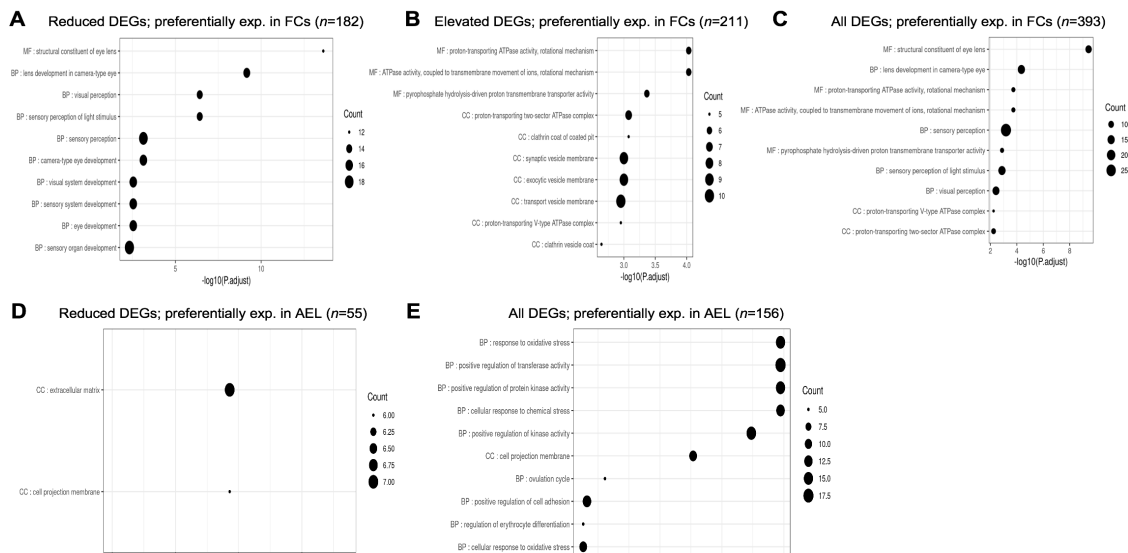 A Reduced DEGs; preferentially exp. in FCs (n=182)
MF : structural constituent of eye lens
BP : lens development in camera-type eye
BP : visual perception
BP : sensory perception of light stimulus
BP : sensory perception
BP : camera-type eye development
BP : visual system development
BP : sensory system development
BP : eye development
BP : sensory organ development
5 10
-log10(P.adjust)
Count
12
14
16
18
B Elevated DEGs; preferentially exp. in FCs (n=211)
MF : proton-transporting ATPase activity, rotational mechanism
MF : ATPase activity, coupled to transmembrane movement of ions, rotational mechanism
MF : pyrophosphate hydrolysis-driven proton transmembrane transporter activity
CC : proton-transporting two-sector ATPase complex
CC : clathrin coat of coated pit
CC : synaptic vesicle membrane
CC : exocytic vesicle membrane
CC : transport vesicle membrane
CC : proton-transporting V-type ATPase complex
CC : clathrin vesicle coat
3.0 3.5 4.0
-log10(P.adjust)
Count
5
6
7
8
9
10
C All DEGs; preferentially exp. in FCs (n=393)
MF : structural constituent of eye lens
BP : lens development in camera-type eye
MF : proton-transporting ATPase activity, rotational mechanism
MF : ATPase activity, coupled to transmembrane movement of ions, rotational mechanism
BP : sensory perception
MF : pyrophosphate hydrolysis-driven proton transmembrane transporter activity
BP : sensory perception of light stimulus
BP : visual perception
CC : proton-transporting V-type ATPase complex
CC : proton-transporting two-sector ATPase complex
2 4 6 8
-log10(P.adjust)
Count
10
15
20
25
D Reduced DEGs; preferentially exp. in AEL (n=55)
CC : extracellular matrix
CC : cell projection membrane
Count
6.00
6.25
6.50
6.75
7.00
E All DEGs; preferentially exp. in AEL (n=156)
BP : response to oxidative stress
BP : positive regulation of transferase activity
BP : positive regulation of protein kinase activity
BP : cellular response to chemical stress
BP : positive regulation of kinase activity
CC : cell projection membrane
BP : ovulation cycle
BP : positive regulation of cell adhesion
BP : regulation of erythrocyte differentiation
BP : cellular response to oxidative stress
Count
5.0
7.5
10.0
12.5
15.0
17.5